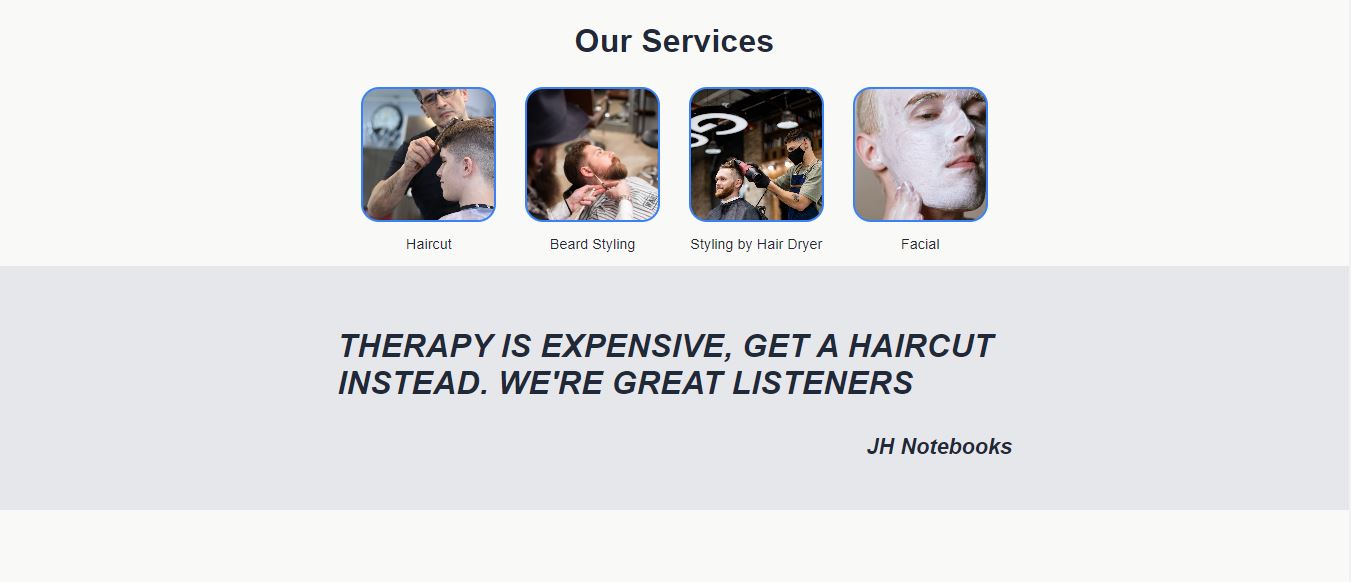 Our Services
Haircut
Beard Styling
Styling by Hair Dryer
Facial
THERAPY IS EXPENSIVE, GET A HAIRCUT
INSTEAD. WE'RE GREAT LISTENERS
JH Notebooks